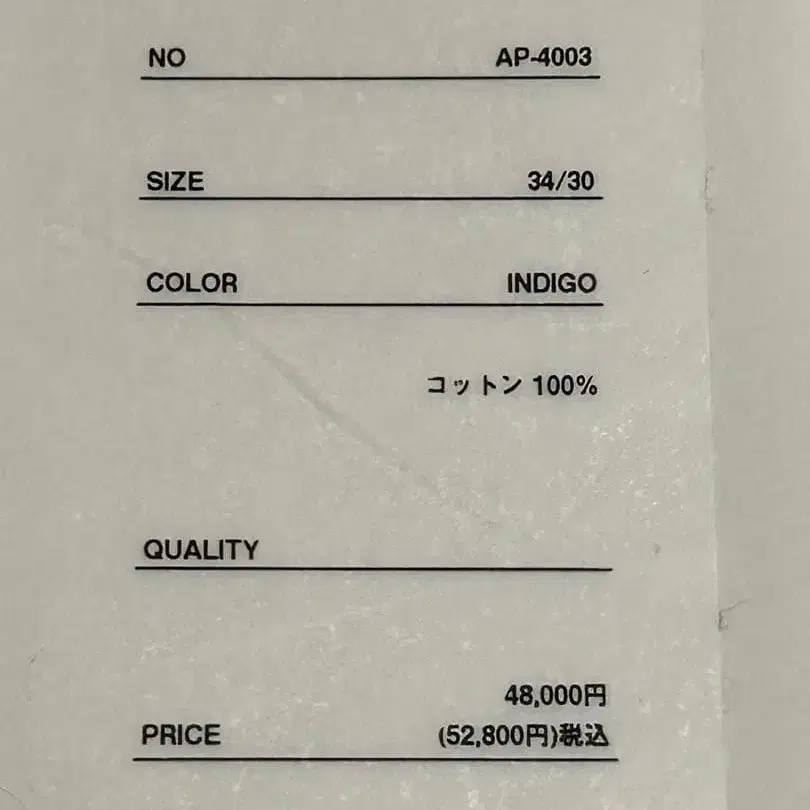 NO AP-4003
SIZE 34/30
COLOR INDIGO
コットン 100%
QUALITY
48,000円
PRICE (52,800円)税込